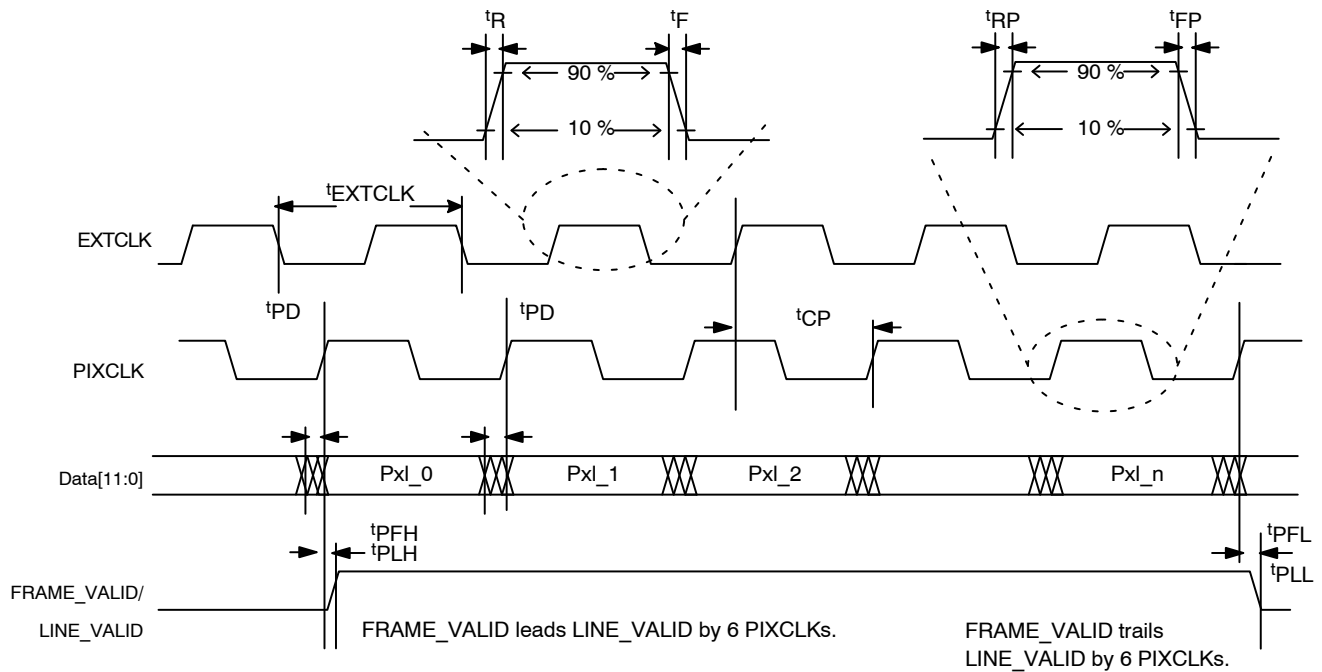 tR
tF
tRP
tFP
90 %
90 %
10 %
10 %
tEXTCLK
EXTCLK
tPD
tPD
tCP
PIXCLK
Data[11:0]
Pxl_0
Pxl_1
Pxl_2
Pxl_n
tPFH
tPLH
tPFL
tPLL
FRAME_VALID/
LINE_VALID
FRAME_VALID leads LINE_VALID by 6 PIXCLKs.
FRAME_VALID trails
LINE_VALID by 6 PIXCLKs.